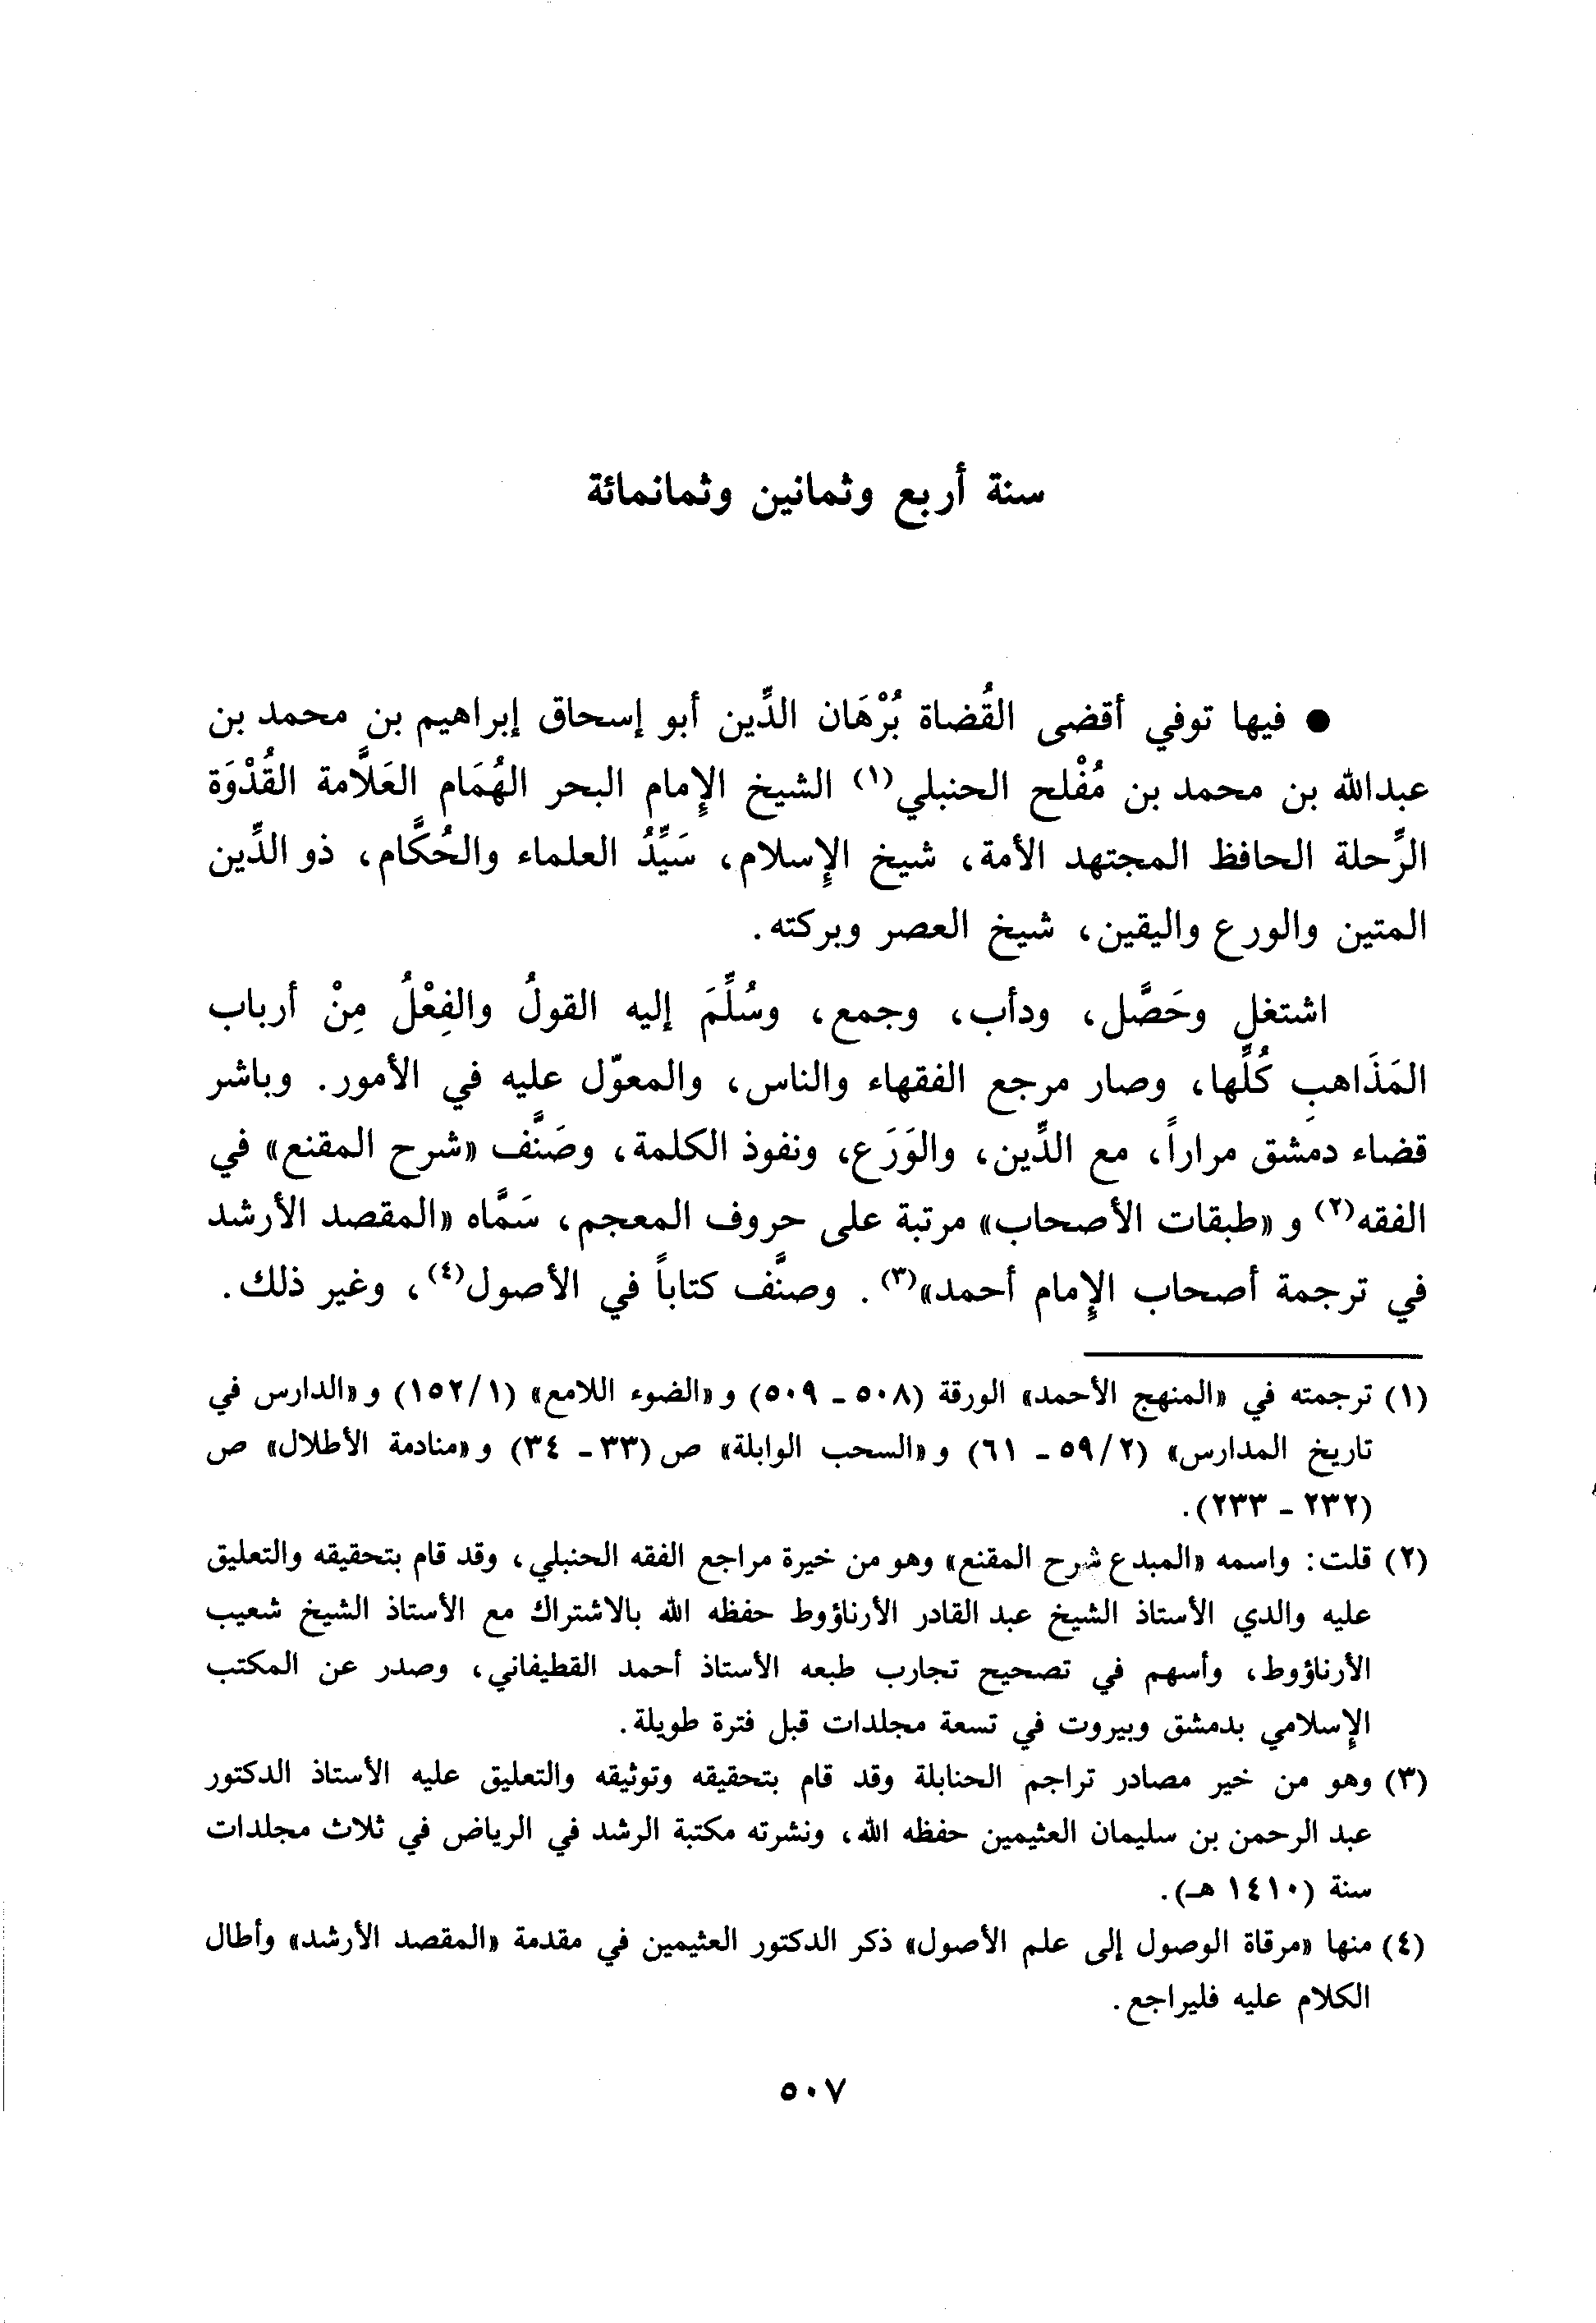 سنة أربع وثمانين وثمانمائة
● فيها توفي أقضى القُضاة بُرْهَان الدِّين أبو إسحاق إبراهيم بن محمد بن
عبدالله بن محمد بن مُفْلح الحنبلي(١) الشيخ الإِمام البحر الهُمَام العَلَّامة القُدْوَة
الرِّحلة الحافظ المجتهد الأمة، شيخ الإِسلام، سَيِّدُ العلماء والحُكَّام، ذو الدِّين
المتين والورع واليقين، شيخ العصر وبركته.
اشتغل وحَصَّل، ودأب، وجمع، وسُلِّمَ إليه القولُ والفِعْلُ مِنْ أرباب
المَذَاهبِ كُلِّها، وصار مرجع الفقهاء والناس، والمعوّل عليه في الأمور. وباشر
قضاء دمشق مراراً، مع الدِّين، والوَرَع، ونفوذ الكلمة، وصَنَّف «شرح المقنع» في
الفقه(٢) و «طبقات الأصحاب» مرتبة على حروف المعجم، سَمَّاه «المقصد الأرشد
في ترجمة أصحاب الإِمام أحمد»(٣). وصنَّف كتاباً في الأصول(٤)، وغير ذلك.
(١) ترجمته في «المنهج الأحمد» الورقة (٥٠٨ - ٥٠٩) و «الضوء اللامع» (١/١٥٢) و «الدارس في
تاريخ المدارس» (٢/٥٩ - ٦١) و «السحب الوابلة» ص (٣٣ - ٣٤) و «منادمة الأطلال» ص
(٢٣٢ - ٢٣٣).
(٢) قلت: واسمه «المبدع شرح المقنع» وهو من خيرة مراجع الفقه الحنبلي، وقد قام بتحقيقه والتعليق
عليه والدي الأستاذ الشيخ عبد القادر الأرناؤوط حفظه الله بالاشتراك مع الأستاذ الشيخ شعيب
الأرناؤوط، وأسهم في تصحيح تجارب طبعه الأستاذ أحمد القطيفاني، وصدر عن المكتب
الإِسلامي بدمشق وبيروت في تسعة مجلدات قبل فترة طويلة.
(٣) وهو من خير مصادر تراجم الحنابلة وقد قام بتحقيقه وتوثيقه والتعليق عليه الأستاذ الدكتور
عبد الرحمن بن سليمان العثيمين حفظه الله، ونشرته مكتبة الرشد في الرياض في ثلاث مجلدات
سنة (١٤١٠ هـ).
(٤) منها «مرقاة الوصول إلى علم الأصول» ذكر الدكتور العثيمين في مقدمة «المقصد الأرشد» وأطال
الكلام عليه فليراجع.
٥٠٧